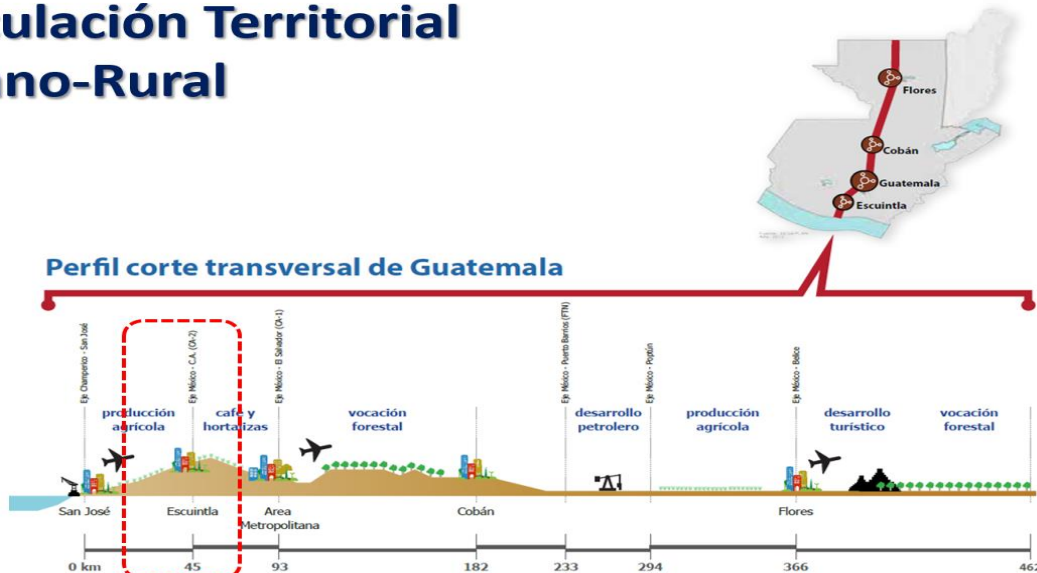 ulación Territorial
no-Rural
Flores
Cobán
Guatemala
Escuintla
Perfil corte transversal de Guatemala
Eje Champerico - San José
Eje México - C.A. (CA-2)
Eje México - El Salvador (CA-1)
Eje México - Puerto Barrios (FTN)
Eje México - Poptún
Eje México - Belice
producción
agrícola
café y
hortalizas
vocación
forestal
desarrollo
petrolero
producción
agrícola
desarrollo
turístico
vocación
forestal
San José
Escuintla
Area
Metropolitana
Cobán
Flores
0 km
45
93
182
233
294
366
462